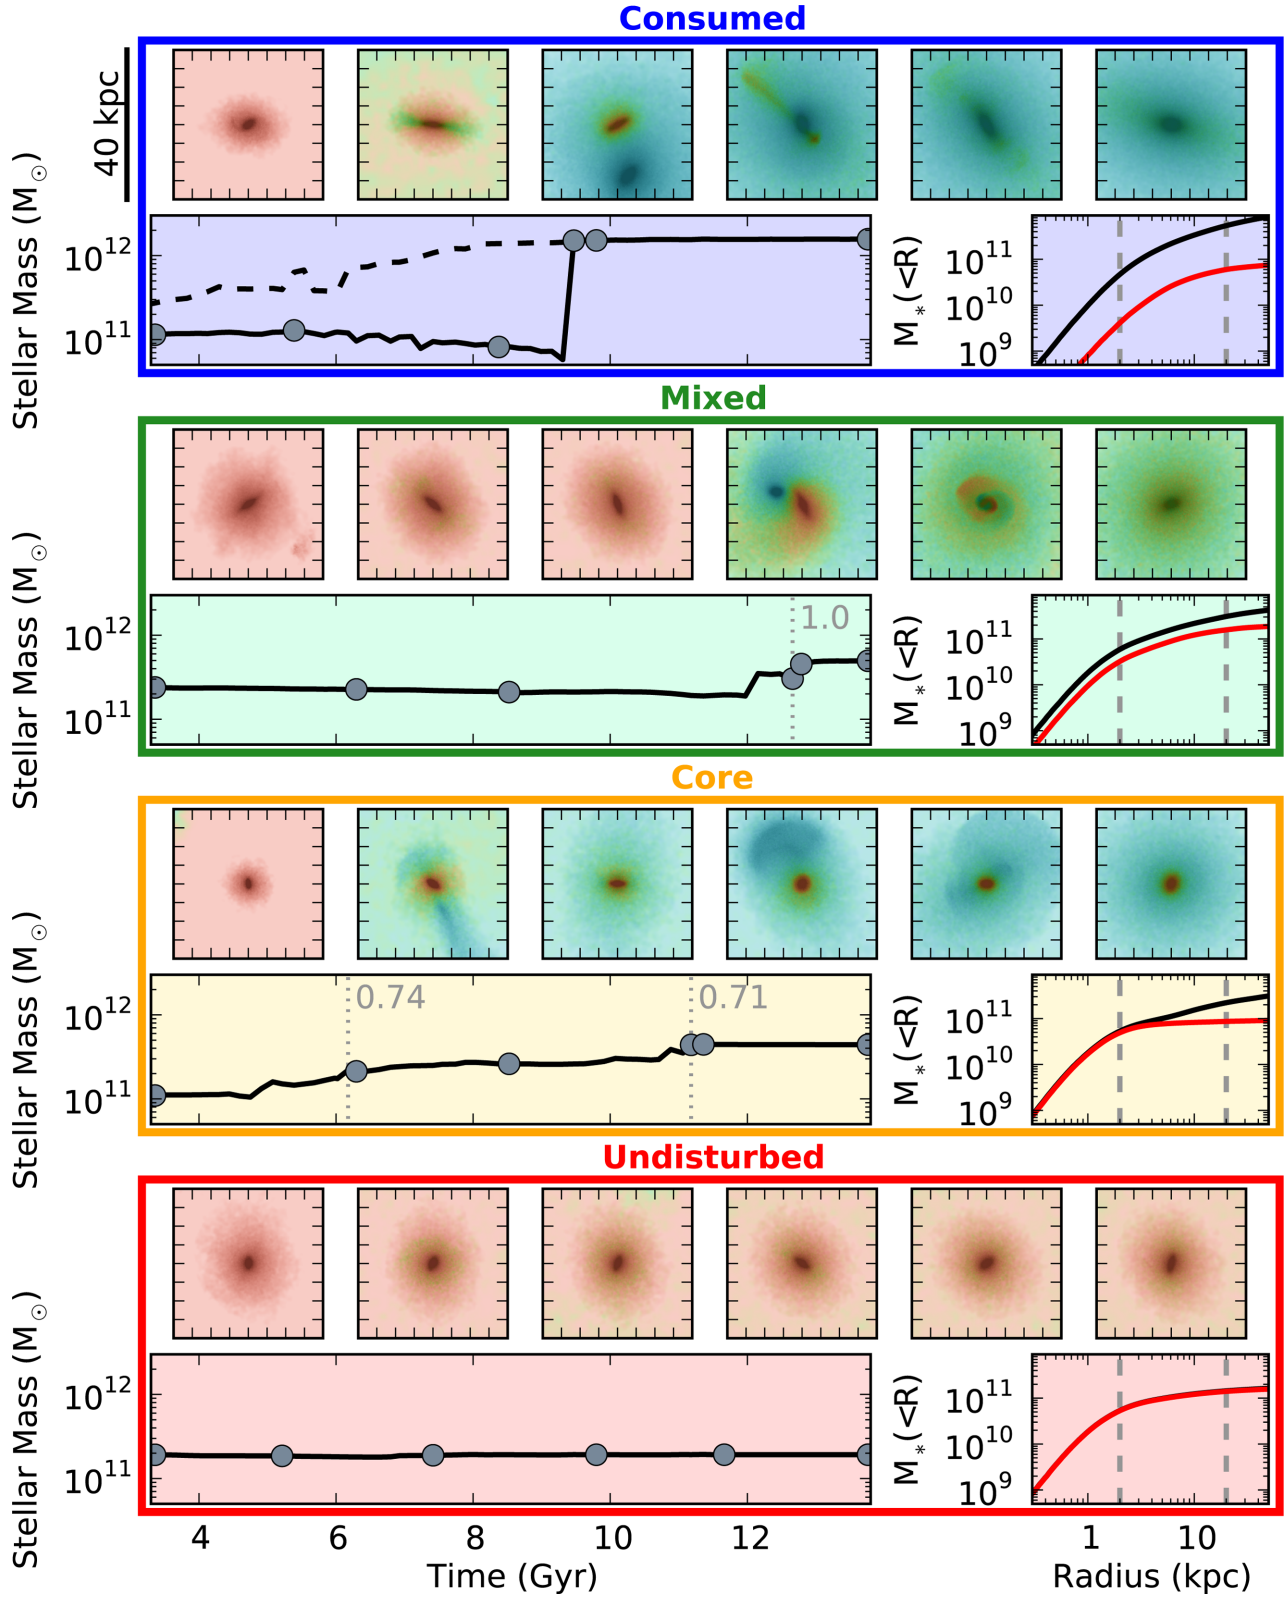 Consumed
40 kpc
Stellar Mass (M☉)
10¹²
10¹¹
M*(<R)
10¹¹
10¹⁰
10⁹
Mixed
Stellar Mass (M☉)
10¹²
10¹¹
1.0
M*(<R)
10¹¹
10¹⁰
10⁹
Core
Stellar Mass (M☉)
10¹²
10¹¹
0.74
0.71
M*(<R)
10¹¹
10¹⁰
10⁹
Undisturbed
Stellar Mass (M☉)
10¹²
10¹¹
M*(<R)
10¹¹
10¹⁰
10⁹
4 6 8 10 12
1 10
Time (Gyr)
Radius (kpc)